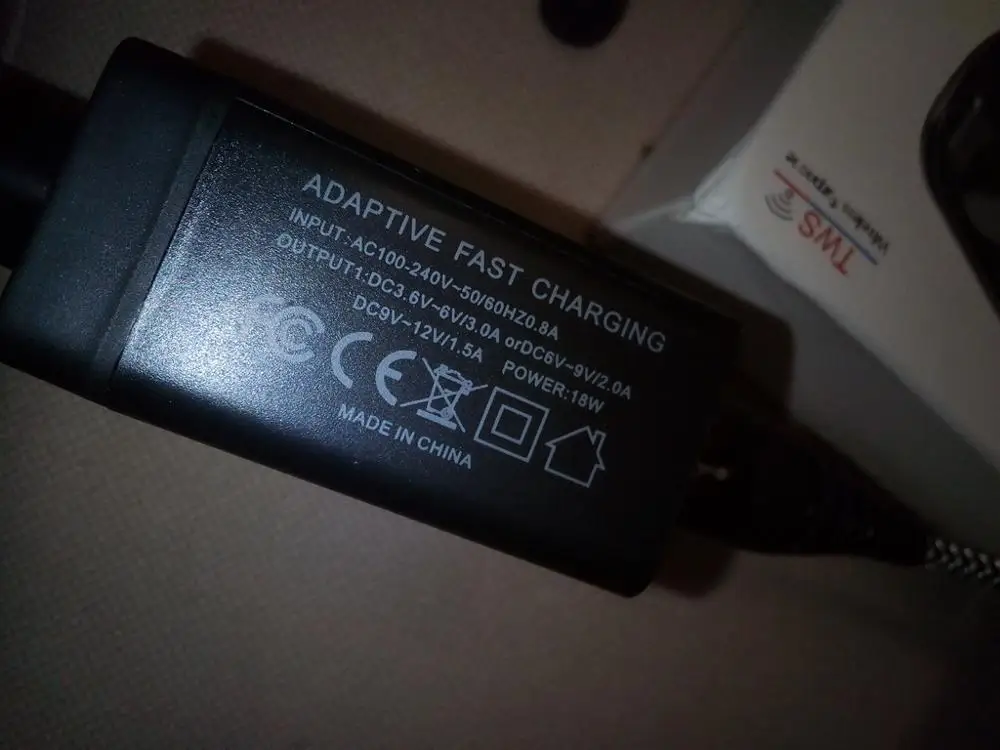 ADAPTIVE FAST CHARGING
INPUT:AC100-240V~50/60HZ0.8A
OUTPUT1:DC3.6V~6V/3.0A orDC6V~9V/2.0A
DC9V~12V/1.5A POWER:18W
CE
MADE IN CHINA
TWS